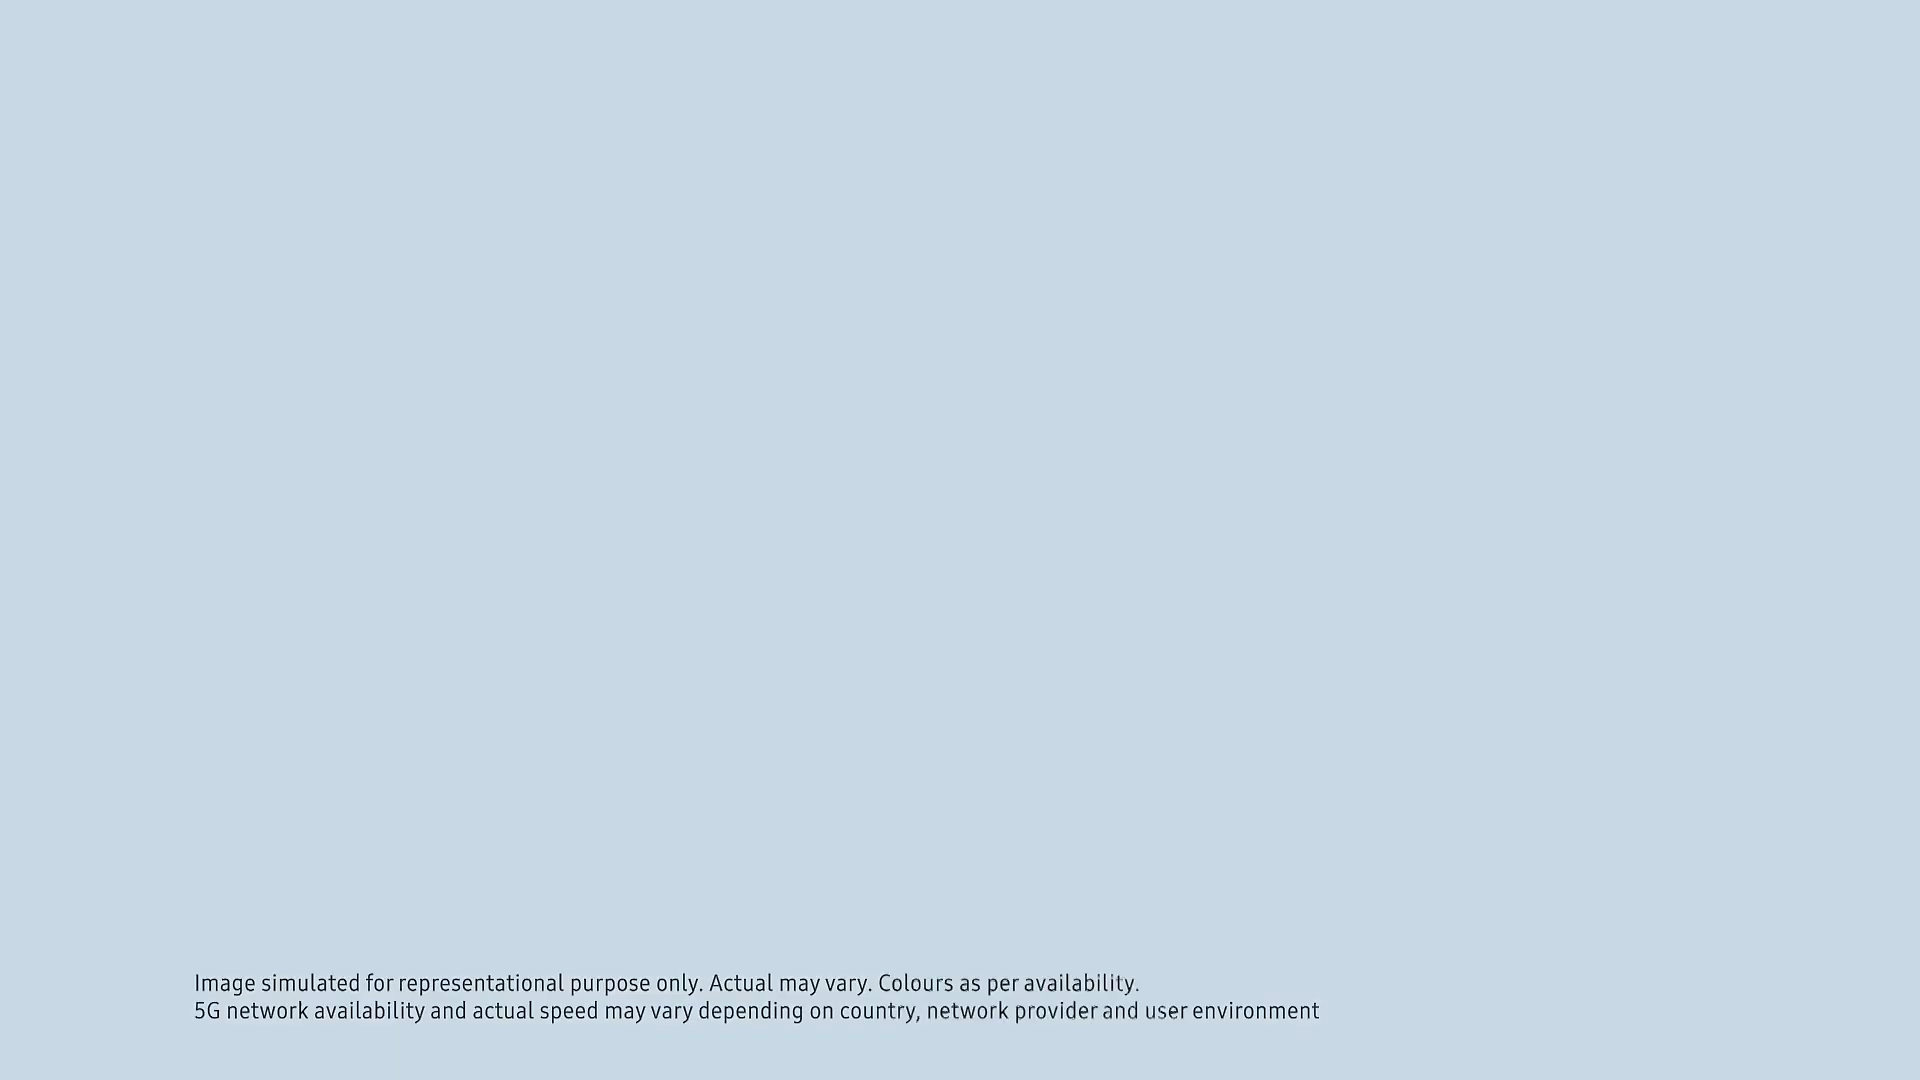 Image simulated for representational purpose only. Actual may vary. Colours as per availability.
5G network availability and actual speed may vary depending on country, network provider and user environment